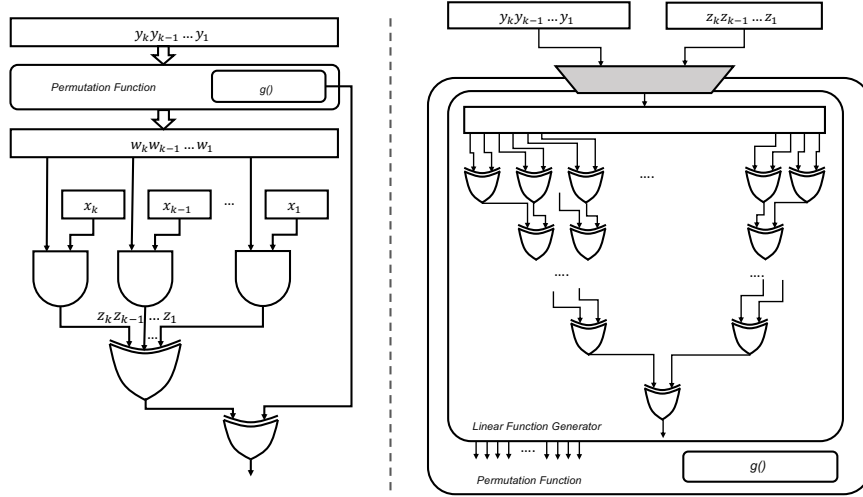 y_k y_{k-1} ... y_1
Permutation Function
g()
w_k w_{k-1} ... w_1
x_k
x_{k-1}
...
x_1
z_k z_{k-1} ... z_1
...
y_k y_{k-1} ... y_1
z_k z_{k-1} ... z_1
....
....
....
Linear Function Generator
....
Permutation Function
g()